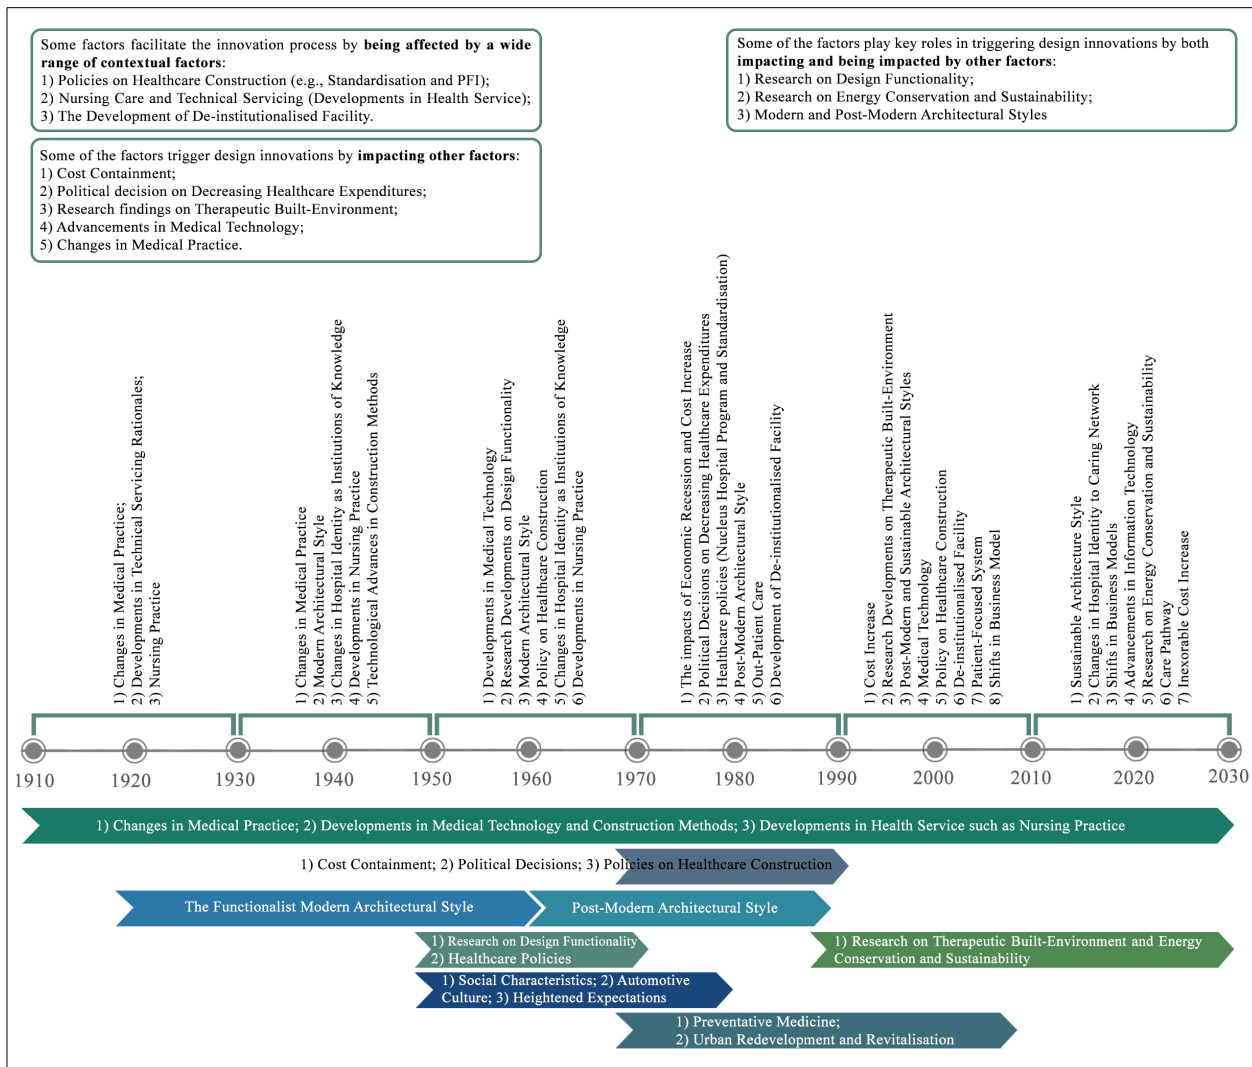 Some factors facilitate the innovation process by being affected by a wide
range of contextual factors:
1) Policies on Healthcare Construction (e.g., Standardisation and PFI);
2) Nursing Care and Technical Servicing (Developments in Health Service);
3) The Development of De-institutionalised Facility.
Some of the factors play key roles in triggering design innovations by both
impacting and being impacted by other factors:
1) Research on Design Functionality;
2) Research on Energy Conservation and Sustainability;
3) Modern and Post-Modern Architectural Styles
Some of the factors trigger design innovations by impacting other factors:
1) Cost Containment;
2) Political decision on Decreasing Healthcare Expenditures;
3) Research findings on Therapeutic Built-Environment;
4) Advancements in Medical Technology;
5) Changes in Medical Practice.
1) Changes in Medical Practice;
2) Developments in Technical Servicing Rationales;
3) Nursing Practice
1) Changes in Medical Practice
2) Modern Architectural Style
3) Changes in Hospital Identity as Institutions of Knowledge
4) Developments in Nursing Practice
5) Technological Advances in Construction Methods
1) Developments in Medical Technology
2) Research Developments on Design Functionality
3) Modern Architectural Style
4) Policy on Healthcare Construction
5) Changes in Hospital Identity as Institutions of Knowledge
6) Developments in Nursing Practice
1) The impacts of Economic Recession and Cost Increase
2) Political Decisions on Decreasing Healthcare Expenditures
3) Healthcare policies (Nucleus Hospital Program and Standardisation)
4) Post-Modern Architectural Style
5) Out-Patient Care
6) Development of De-institutionalised Facility
1) Cost Increase
2) Research Developments on Therapeutic Built-Environment
3) Post-Modern and Sustainable Architectural Styles
4) Medical Technology
5) Policy on Healthcare Construction
6) De-institutionalised Facility
7) Patient-Focused System
8) Shifts in Business Model
1) Sustainable Architecture Style
2) Changes in Hospital Identity to Caring Network
3) Shifts in Business Models
4) Advancements in Information Technology
5) Research on Energy Conservation and Sustainability
6) Care Pathway
7) Inexorable Cost Increase
1910 1920 1930 1940 1950 1960 1970 1980 1990 2000 2010 2020 2030
1) Changes in Medical Practice; 2) Developments in Medical Technology and Construction Methods; 3) Developments in Health Service such as Nursing Practice
1) Cost Containment; 2) Political Decisions; 3) Policies on Healthcare Construction
The Functionalist Modern Architectural Style
Post-Modern Architectural Style
1) Research on Design Functionality
2) Healthcare Policies
1) Research on Therapeutic Built-Environment and Energy
Conservation and Sustainability
1) Social Characteristics; 2) Automotive
Culture; 3) Heightened Expectations
1) Preventative Medicine;
2) Urban Redevelopment and Revitalisation